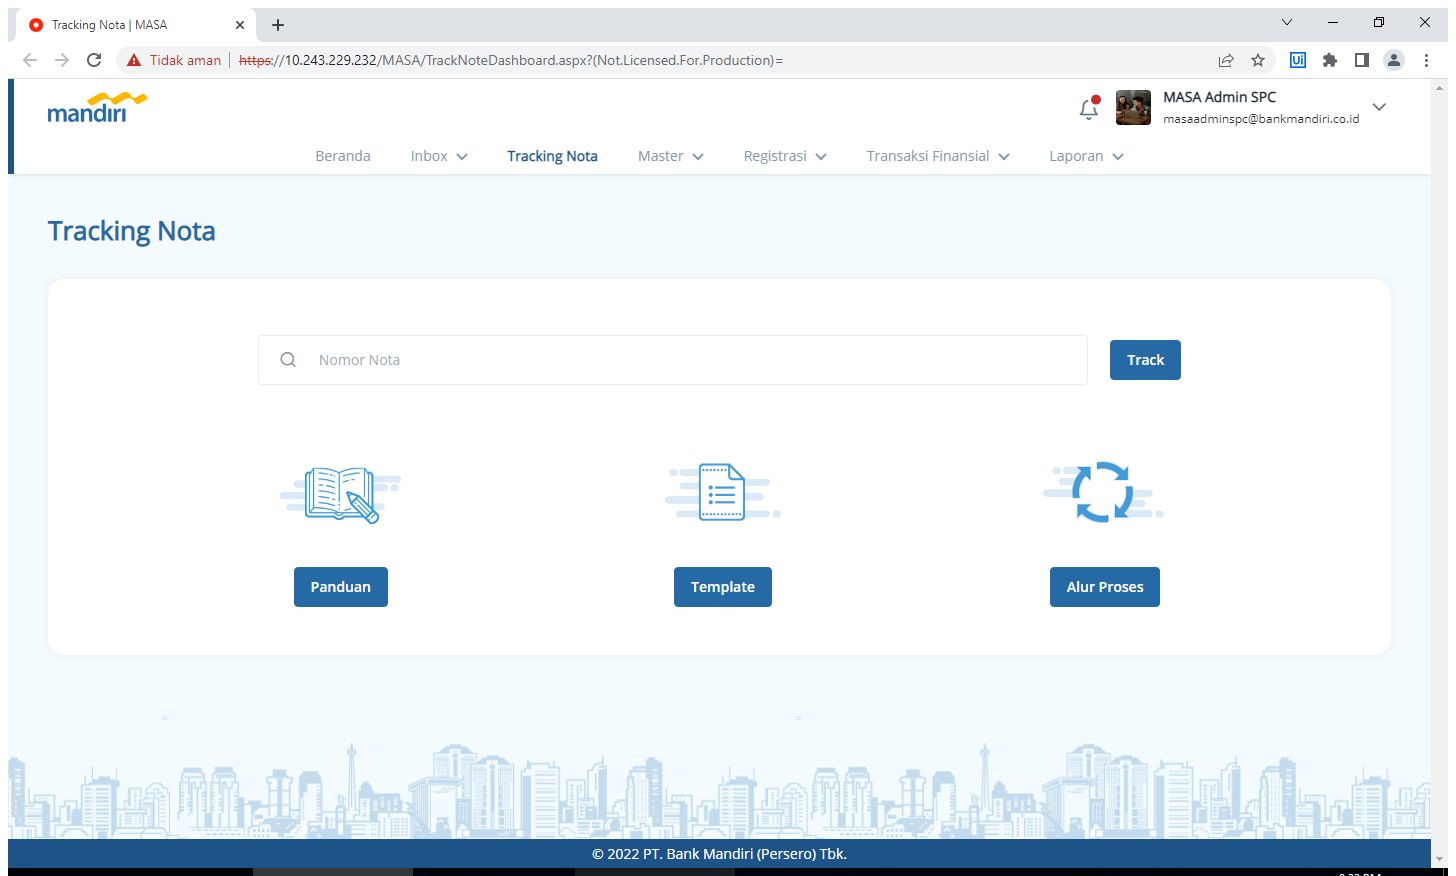 Tracking Nota | MASA
Tidak aman
https://10.243.229.232/MASA/TrackNoteDashboard.aspx?(Not.Licensed.For.Production)=
Ui
mandiri
MASA Admin SPC
masaadminspc@bankmandiri.co.id
Beranda
Inbox
Tracking Nota
Master
Registrasi
Transaksi Finansial
Laporan
Tracking Nota
Nomor Nota
Track
Panduan
Template
Alur Proses
© 2022 PT. Bank Mandiri (Persero) Tbk.